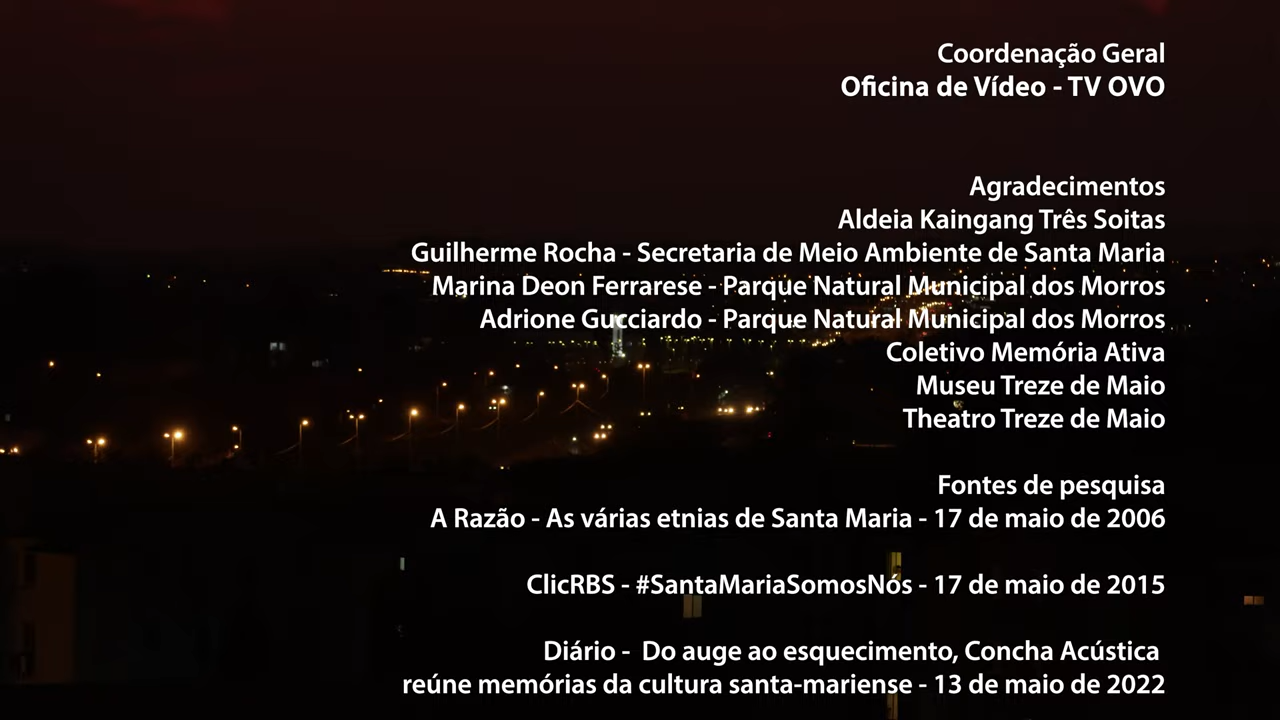 Coordenação Geral
Oficina de Vídeo - TV OVO
Agradecimentos
Aldeia Kaingang Três Soitas
Guilherme Rocha - Secretaria de Meio Ambiente de Santa Maria
Marina Deon Ferrarese - Parque Natural Municipal dos Morros
Adrione Gucciardo - Parque Natural Municipal dos Morros
Coletivo Memória Ativa
Museu Treze de Maio
Theatro Treze de Maio
Fontes de pesquisa
A Razão - As várias etnias de Santa Maria - 17 de maio de 2006
ClicRBS - #SantaMariaSomosNós - 17 de maio de 2015
Diário - Do auge ao esquecimento, Concha Acústica
reúne memórias da cultura santa-mariense - 13 de maio de 2022